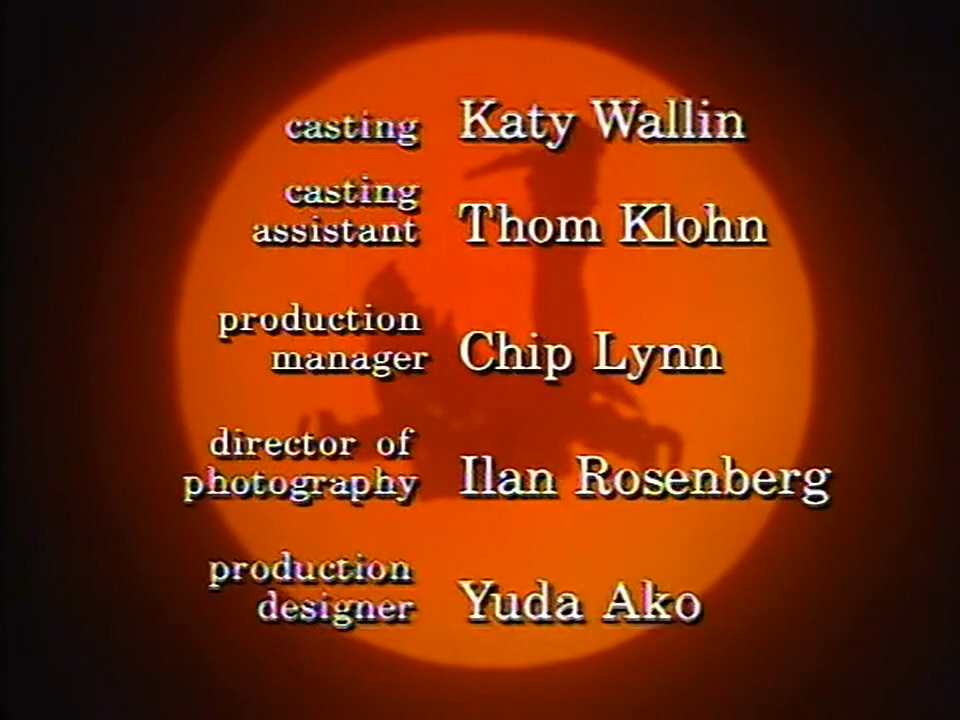 casting Katy Wallin
casting
assistant Thom Klohn
production
manager Chip Lynn
director of
photography Ilan Rosenberg
production
designer Yuda Ako